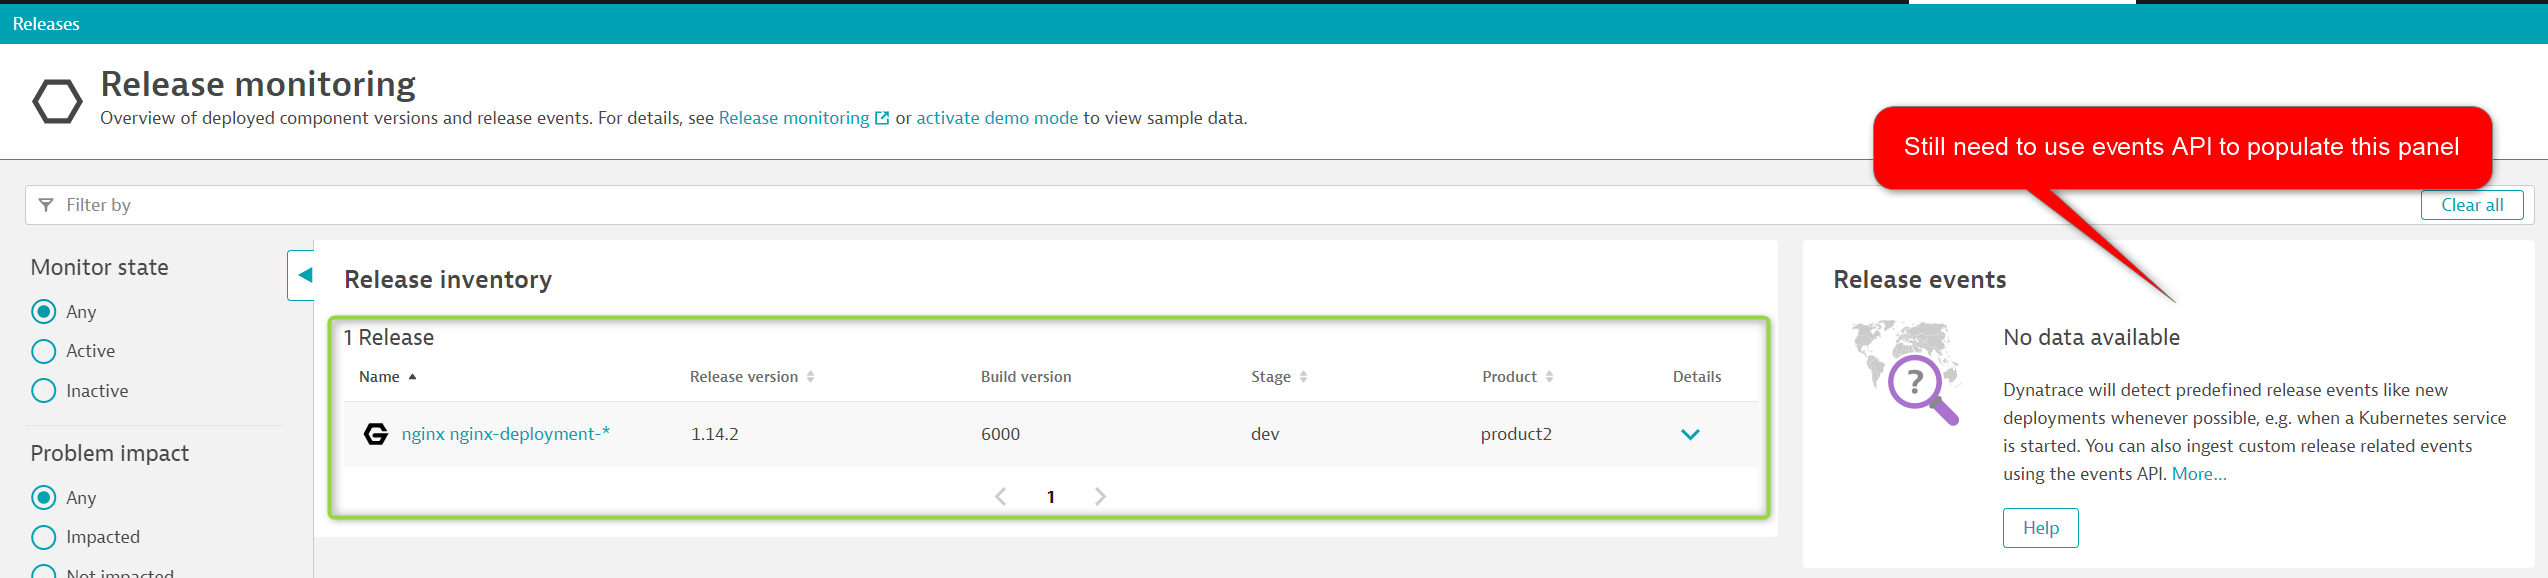 Releases
Release monitoring
Overview of deployed component versions and release events. For details, see Release monitoring or activate demo mode to view sample data.
Still need to use events API to populate this panel
Filter by
Clear all
Monitor state
Any
Active
Inactive
Problem impact
Any
Impacted
Not impacted
Release inventory
1 Release
Name Release version Build version Stage Product Details
nginx nginx-deployment-* 1.14.2 6000 dev product2
1
Release events
?
No data available
Dynatrace will detect predefined release events like new
deployments whenever possible, e.g. when a Kubernetes service
is started. You can also ingest custom release related events
using the events API. More...
Help